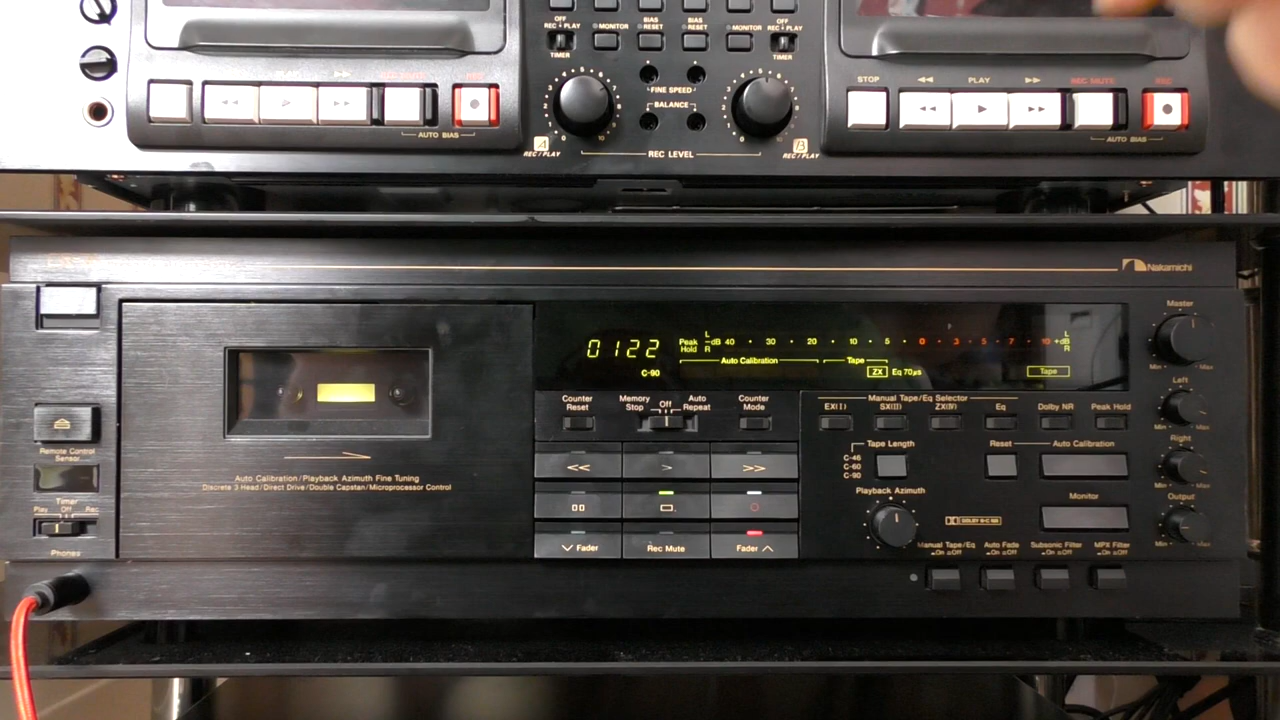 OFF
REC PLAY
TIMER
MONITOR
BIAS
RESET
BIAS
RESET
MONITOR
OFF
REC PLAY
TIMER
FINE SPEED
BALANCE
A
REC/PLAY
REC LEVEL
B
REC/PLAY
AUTO BIAS
REC
STOP
PLAY
REC MUTE
REC
AUTO BIAS
Nakamichi
0122
C-90
Peak
Hold
L
R
-dB 40 30 20 10 5 0 3 5 7 10 +dB
L
R
Auto Calibration
Tape
ZX Eq 70µs
Tape
Remote Control
Sensor
Timer
Play Off Rec
Phones
Auto Calibration/Playback Azimuth Fine Tuning
Discrete 3 Head/Direct Drive/Double Capstan/Microprocessor Control
Counter
Reset
Memory
Stop
Off
Auto
Repeat
Counter
Mode
Fader
Rec Mute
Fader
Manual Tape/Eq Selector
EX(I) SX(II) ZX(IV) Eq Dolby NR Peak Hold
Tape Length
C-46
C-60
C-90
Reset
Auto Calibration
Playback Azimuth
Monitor
DOLBY B-C NR
Manual Tape/Eq
On Off
Auto Fade
On Off
Subsonic Filter
On Off
MPX Filter
On Off
Master
Min Max
Left
Min Max
Right
Min Max
Output
Min Max